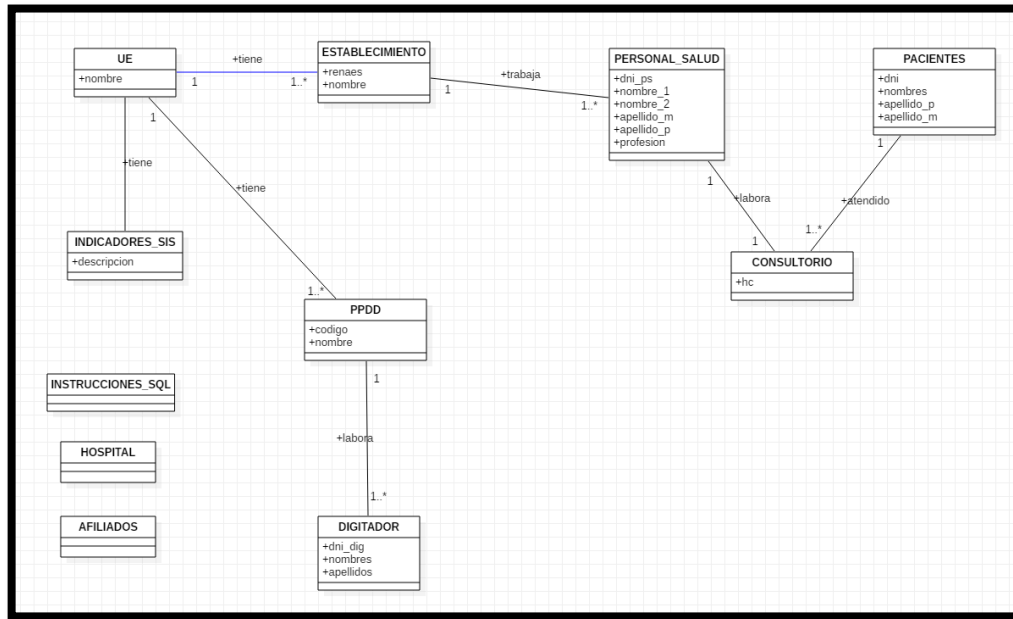 UE
+nombre
+tiene
1
1..*
ESTABLECIMIENTO
+renaes
+nombre
+trabaja
1
1..*
PERSONAL_SALUD
+dni_ps
+nombre_1
+nombre_2
+apellido_m
+apellido_p
+profesion
PACIENTES
+dni
+nombres
+apellido_p
+apellido_m
1
+tiene
+tiene
1..*
1
+labora
1
1
+atendido
1..*
INDICADORES_SIS
+descripcion
CONSULTORIO
+hc
PPDD
+codigo
+nombre
1
+labora
1..*
INSTRUCCIONES_SQL
HOSPITAL
AFILIADOS
DIGITADOR
+dni_dig
+nombres
+apellidos